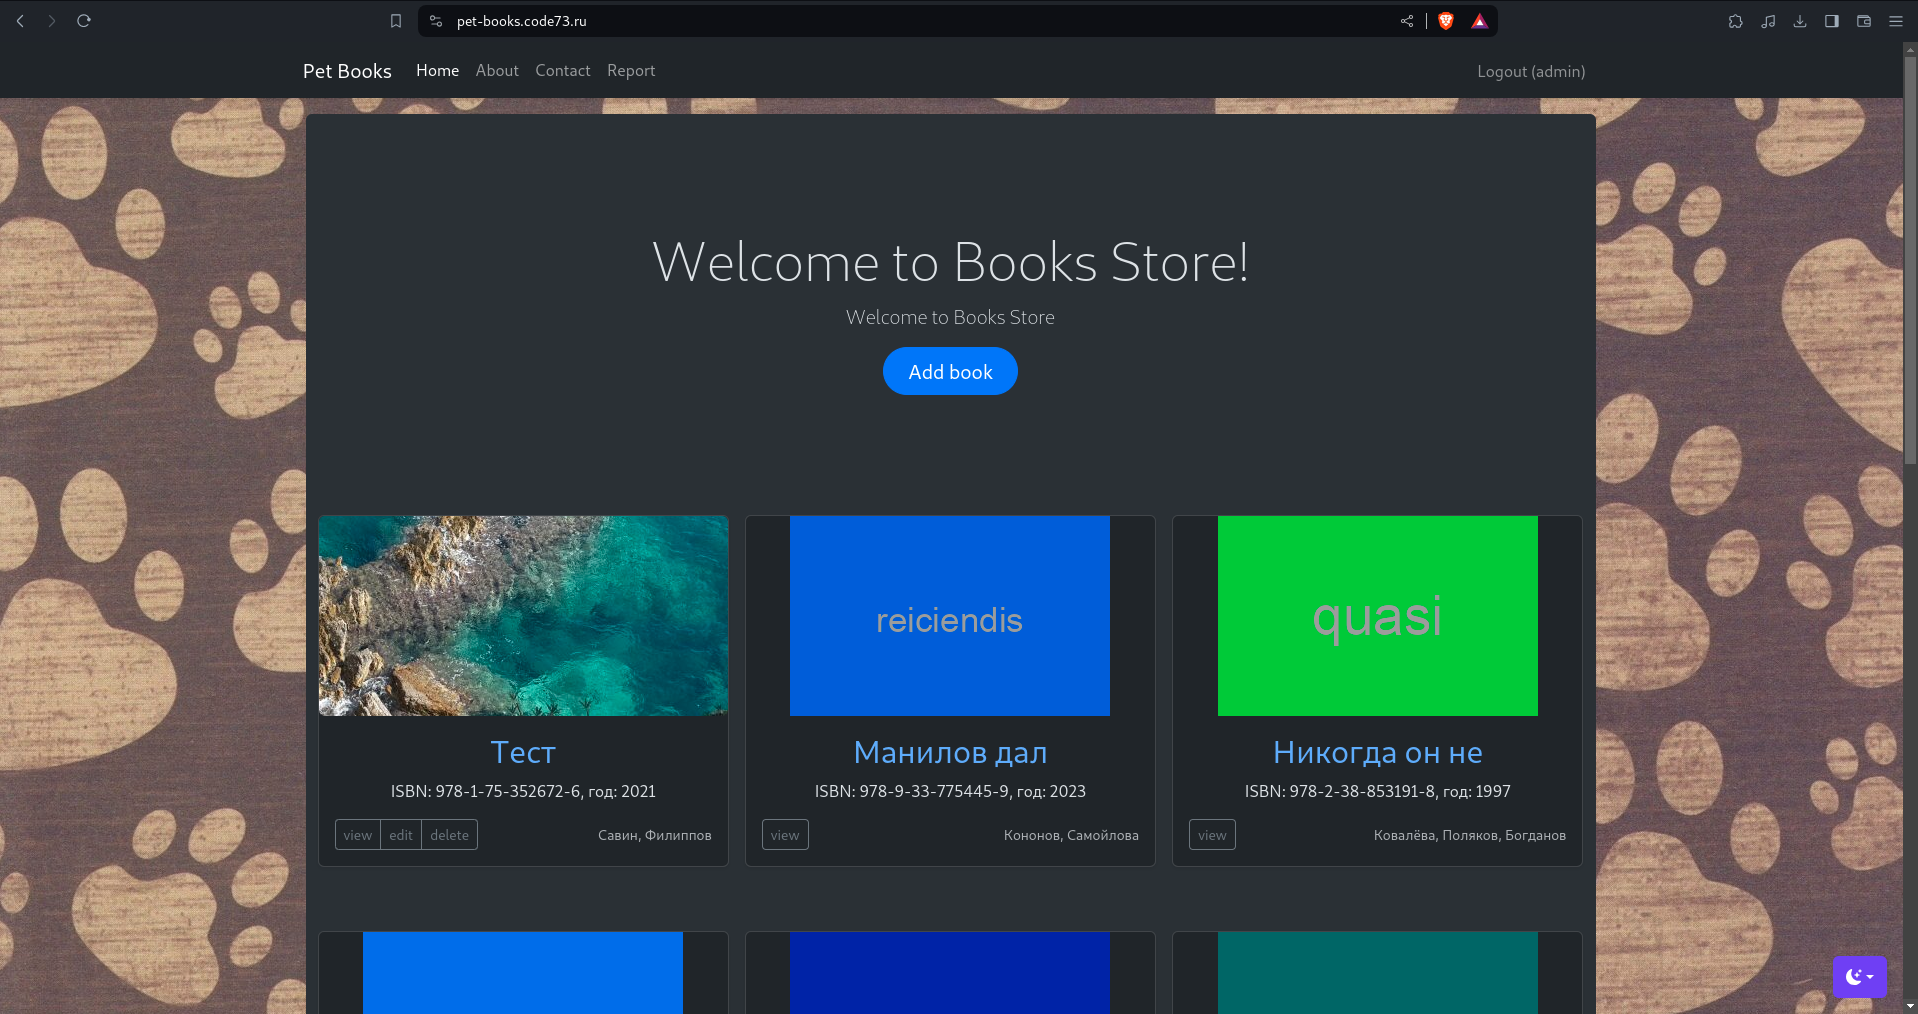 pet-books.code73.ru
Pet Books Home About Contact Report Logout (admin)
Welcome to Books Store!
Welcome to Books Store
Add book
reiciendis
quasi
Тест
Манилов дал
Никогда он не
ISBN: 978-1-75-352672-6, год: 2021
ISBN: 978-9-33-775445-9, год: 2023
ISBN: 978-2-38-853191-8, год: 1997
view edit delete Савин, Филиппов
view Кононов, Самойлова
view Ковалёва, Поляков, Богданов